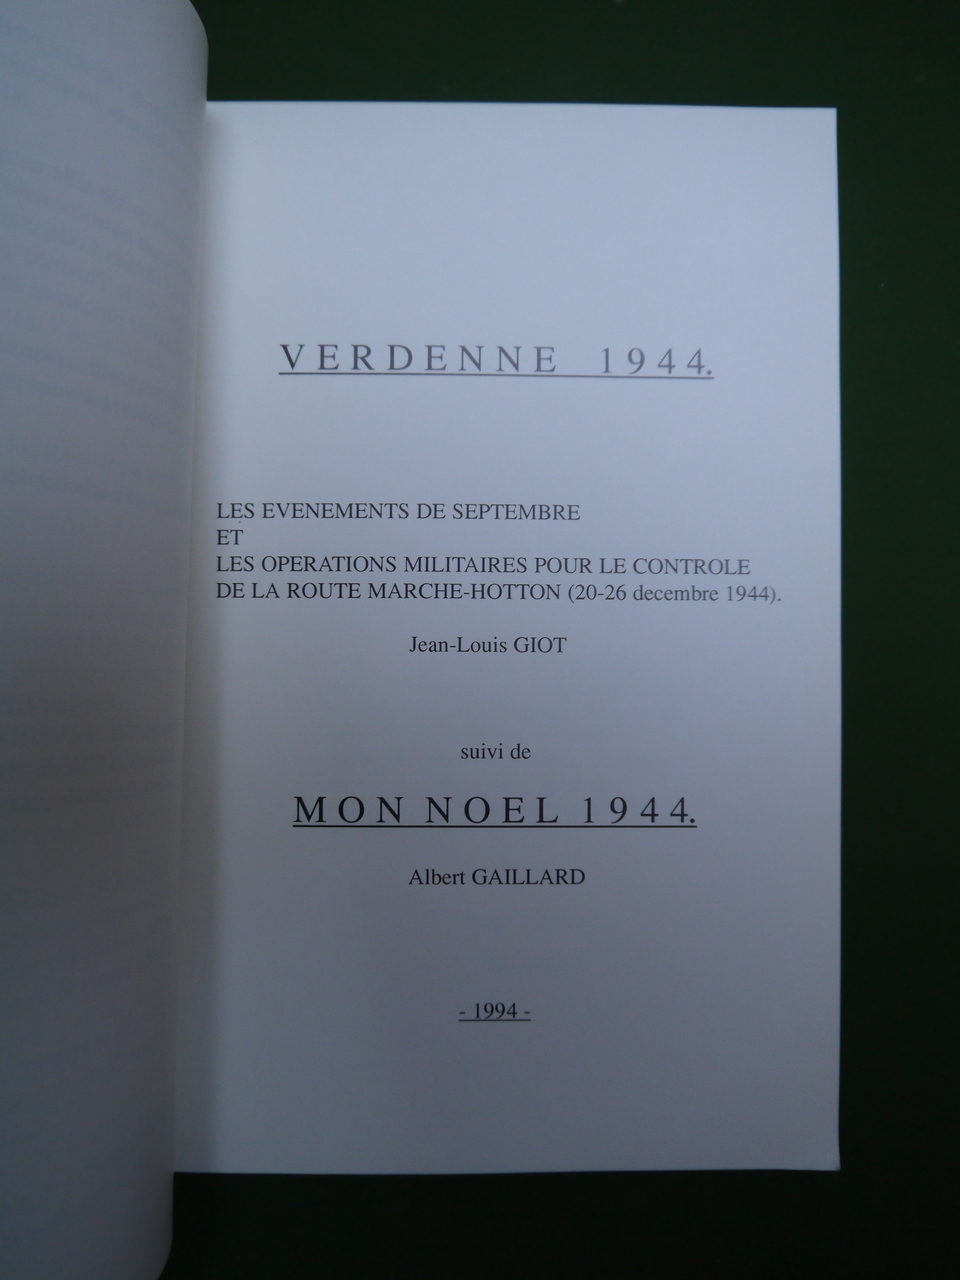 VERDENNE 1944.
LES EVENEMENTS DE SEPTEMBRE
ET
LES OPERATIONS MILITAIRES POUR LE CONTROLE
DE LA ROUTE MARCHE-HOTTON (20-26 decembre 1944).
Jean-Louis GIOT
suivi de
MON NOEL 1944.
Albert GAILLARD
- 1994 -